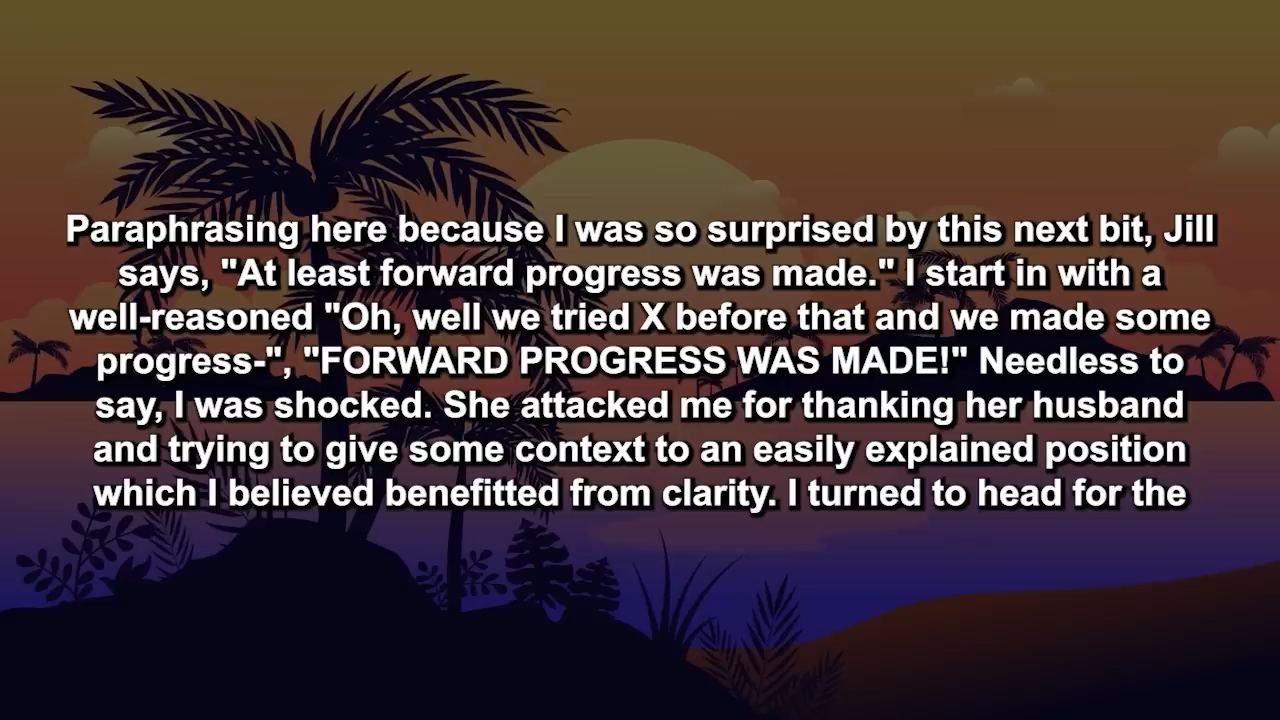 Paraphrasing here because I was so surprised by this next bit, Jill
says, "At least forward progress was made." I start in with a
well-reasoned "Oh, well we tried X before that and we made some
progress-", "FORWARD PROGRESS WAS MADE!" Needless to
say, I was shocked. She attacked me for thanking her husband
and trying to give some context to an easily explained position
which I believed benefitted from clarity. I turned to head for the